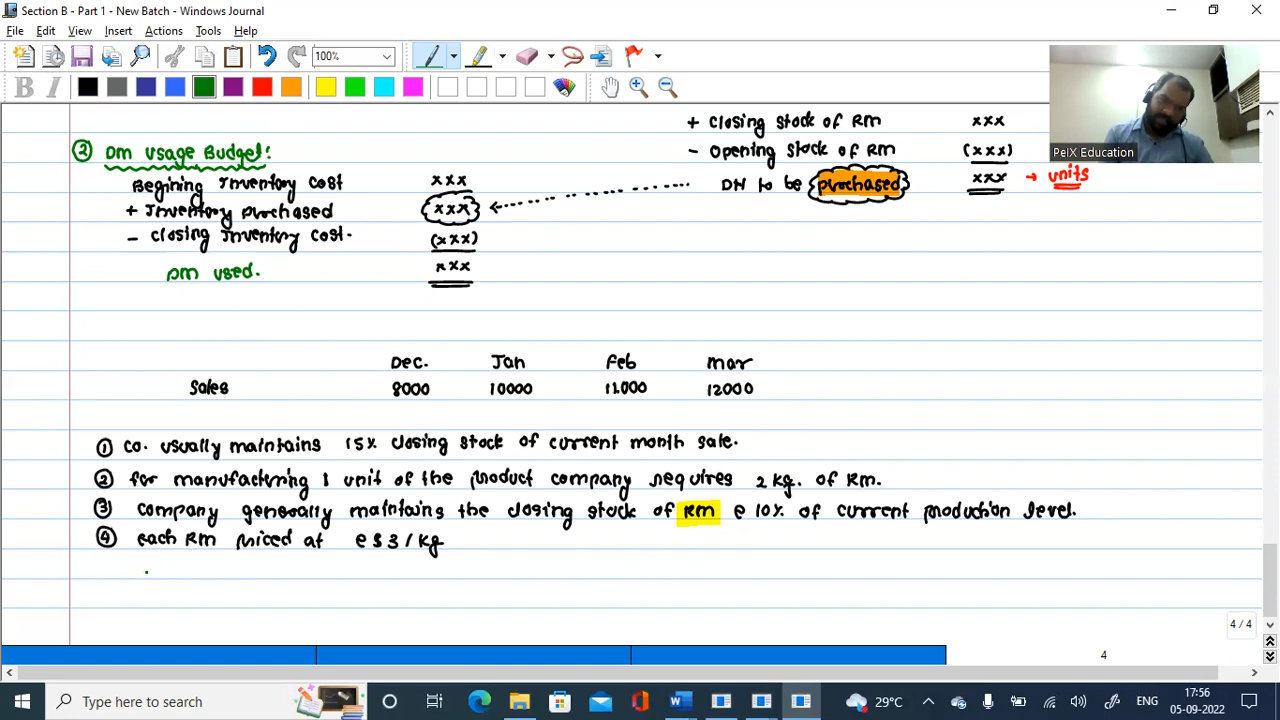 Section B - Part 1 - New Batch - Windows Journal
File Edit View Insert Actions Tools Help
100%
B I
PelX Education
+ Closing stock of RM xxx
- Opening stock of RM (xxx)
DM to be purchased xxx → units
③ DM Usage Budget:
Begining Inventory cost xxx
+ Inventory purchased xxx
- Closing Inventory cost. (xxx)
DM used. xxx
Dec. Jan Feb Mar
Sales 8000 10000 11000 12000
① Co. usually maintains 15% closing stock of current month sale.
② for manufacturing 1 unit of the product company requires 2 kg. of Rm.
③ Company generally maintains the closing stock of RM @ 10% of current production level.
④ each RM priced at @ $3 / kg
4 / 4
4
Type here to search
29°C
ENG
17:56
05-09-2022